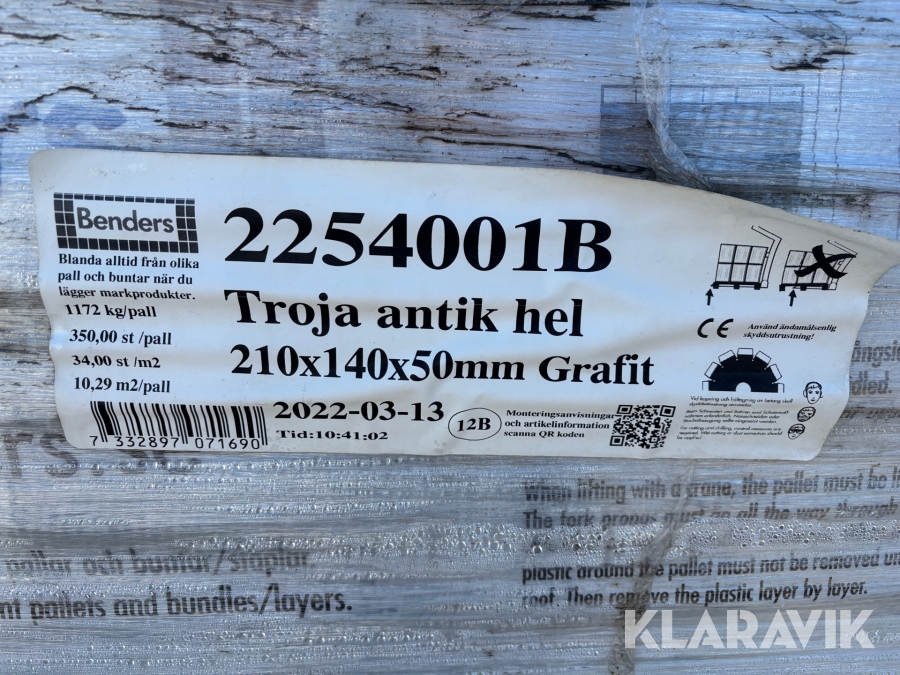 Benders
Blanda alltid från olika
pall och buntar när du
lägger markprodukter.
1172 kg/pall
350,00 st /pall
34,00 st /m2
10,29 m2/pall
7 332897 071690
2254001B
Troja antik hel
210x140x50mm Grafit
2022-03-13
Tid:10:41:02
12B
Monteringsanvisningar
och artikelinformation
scanna QR koden
CE
Använd ändamålsenlig
skyddsutrustning!
When lifting with a crane, the pallet must be
The fork prongs must go all the way through
plastic around the pallet must not be removed
roof. Then remove the plastic layer by layer.
pallar och buntar/staplar
nt pallets and bundles/layers.
KLARAVIK